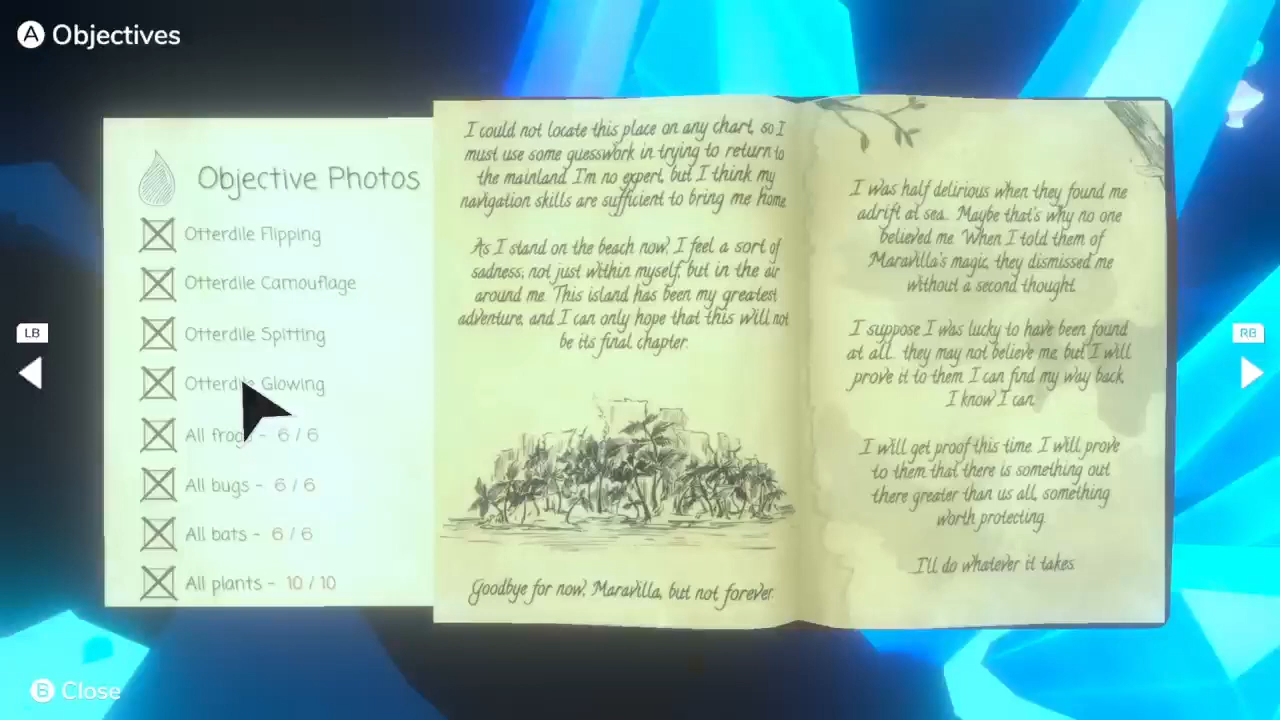 A Objectives
Objective Photos
Otterdile Flipping
Otterdile Camouflage
Otterdile Spitting
Otterdile Glowing
All frogs - 6 / 6
All bugs - 6 / 6
All bats - 6 / 6
All plants - 10 / 10
I could not locate this place on any chart, so I
must use some guesswork in trying to return to
the mainland. I'm no expert, but I think my
navigation skills are sufficient to bring me home.
As I stand on the beach now, I feel a sort of
sadness; not just within myself, but in the air
around me. This island has been my greatest
adventure, and I can only hope that this will not
be its final chapter.
Goodbye for now, Maravilla, but not forever.
I was half delirious when they found me
adrift at sea... Maybe that's why no one
believed me. When I told them of
Maravilla's magic, they dismissed me
without a second thought.
I suppose I was lucky to have been found
at all... they may not believe me, but I will
prove it to them. I can find my way back,
I know I can.
I will get proof this time. I will prove
to them that there is something out
there greater than us all, something
worth protecting.
I'll do whatever it takes.
LB
RB
B Close